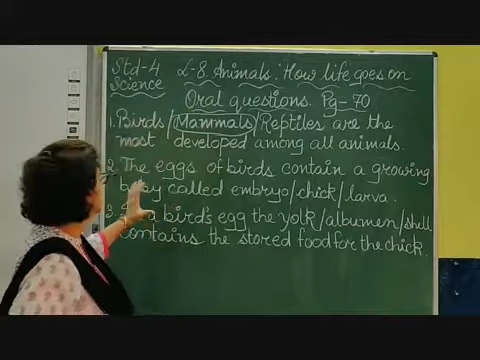 Std-4 L-8 Animals: How life goes on
Science
Oral questions. Pg-70
1. Birds/Mammals/Reptiles are the
most developed among all animals.
2. The eggs of birds contain a growing
baby called embryo/chick/larva.
3. a bird's egg the yolk/albumen/shell
contains the stored food for the chick.